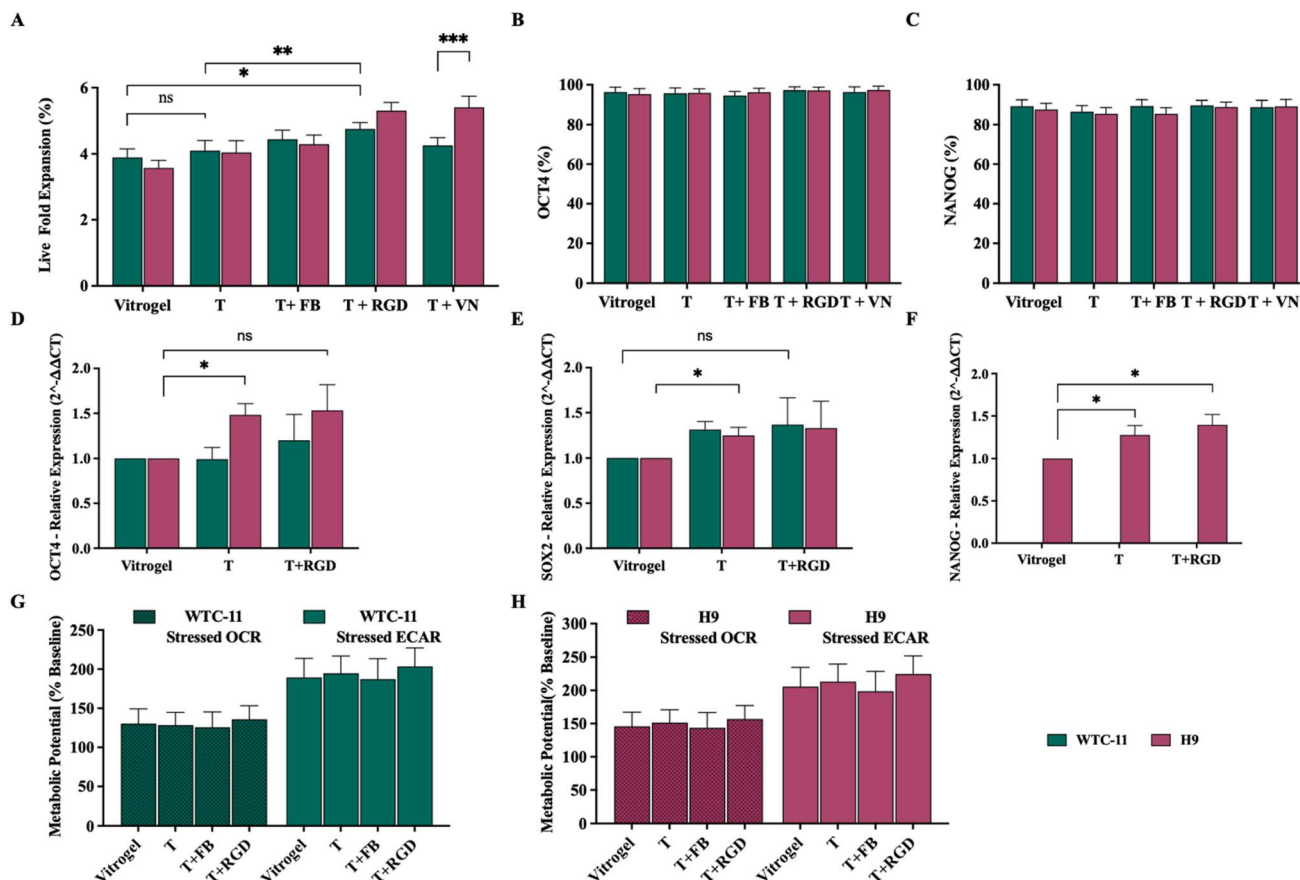 A
Live Fold Expansion (%)
6
4
2
0
ns
*
**
***
Vitrogel
T
T+ FB
T + RGD
T + VN
B
OCT4 (%)
100
80
60
40
20
0
Vitrogel
T
T+ FB
T + RGD
T + VN
C
NANOG (%)
100
80
60
40
20
0
Vitrogel
T
T+ FB
T + RGD
T + VN
D
OCT4 - Relative Expression (2^-ΔΔCT)
2.0
1.5
1.0
0.5
0.0
ns
*
Vitrogel
T
T+RGD
E
SOX2 - Relative Expression (2^-ΔΔCT)
2.0
1.5
1.0
0.5
0.0
ns
*
Vitrogel
T
T+RGD
F
NANOG - Relative Expression (2^-ΔΔCT)
2.0
1.5
1.0
0.5
0.0
*
*
Vitrogel
T
T+RGD
G
WTC-11
Stressed OCR
WTC-11
Stressed ECAR
Metabolic Potential (% Baseline)
250
200
150
100
50
0
Vitrogel
T
T+FB
T+RGD
Vitrogel
T
T+FB
T+RGD
H
H9
Stressed OCR
H9
Stressed ECAR
Metabolic Potential(% Baseline)
300
250
200
150
100
50
0
Vitrogel
T
T+FB
T+RGD
Vitrogel
T
T+FB
T+RGD
WTC-11
H9